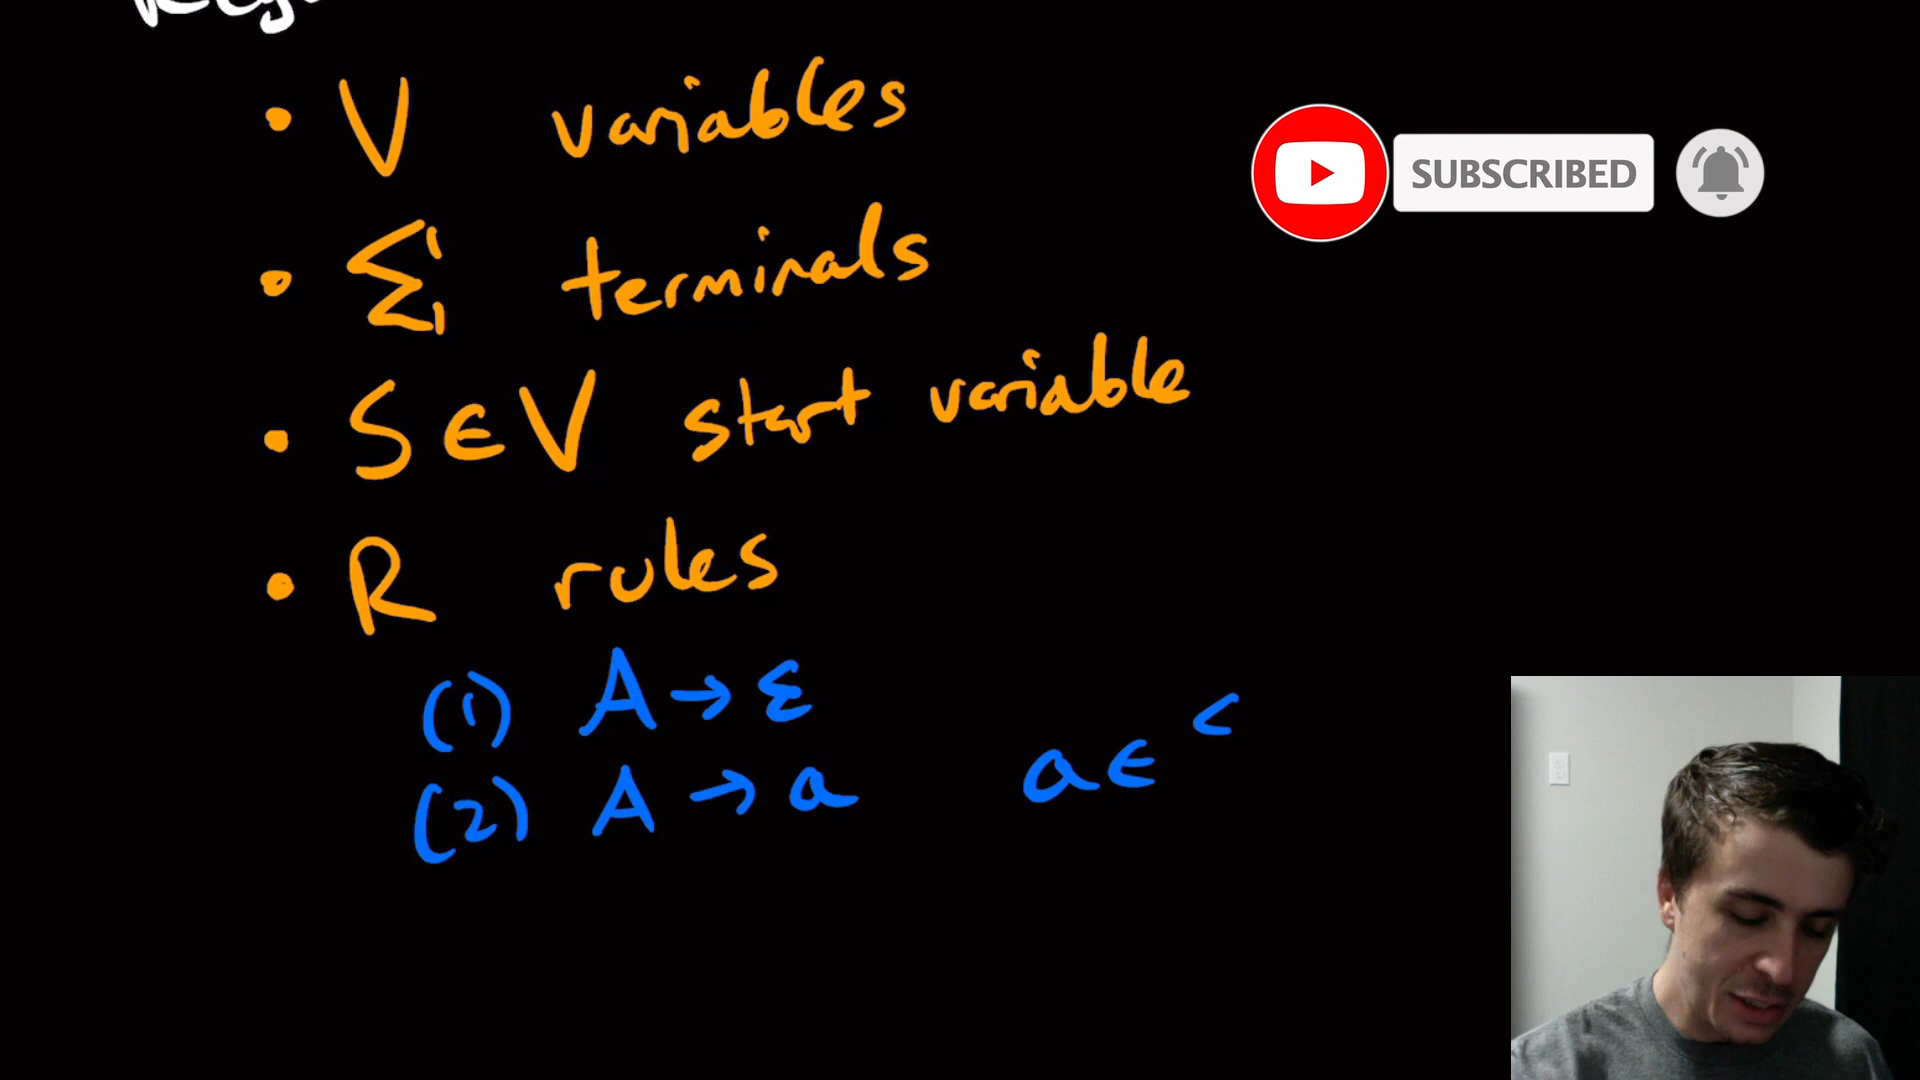 • V variables
• Σ terminals
• S ∈ V start variable
• R rules
(1) A → ε
(2) A → a a ∈
SUBSCRIBED